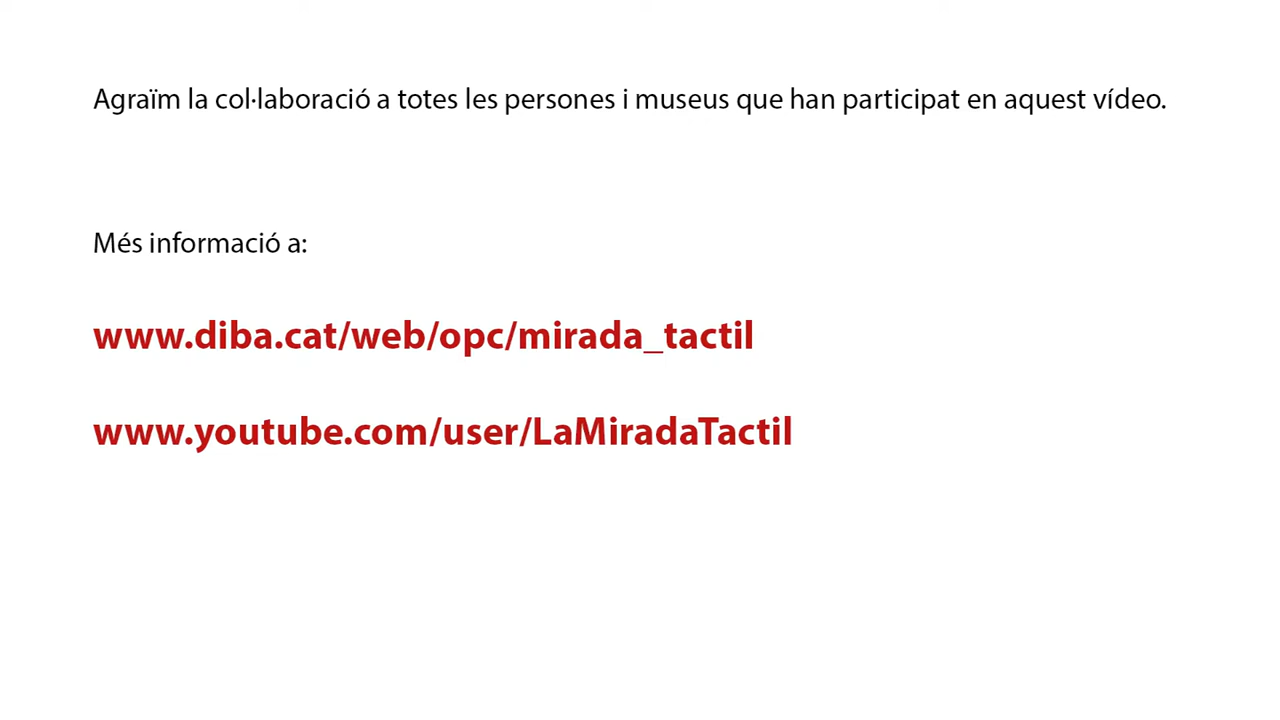 Agraïm la col·laboració a totes les persones i museus que han participat en aquest vídeo.
Més informació a:
www.diba.cat/web/opc/mirada_tactil
www.youtube.com/user/LaMiradaTactil